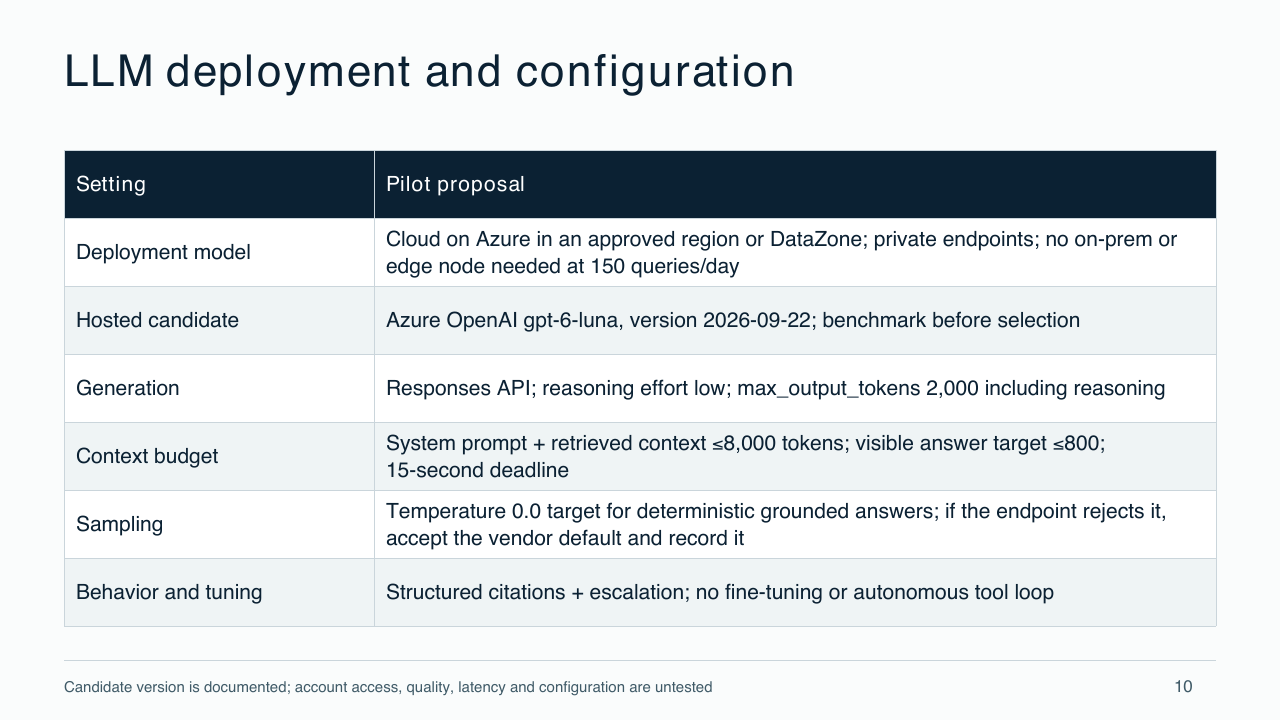 LLM deployment and configuration
Setting
Pilot proposal
Deployment model
Cloud on Azure in an approved region or DataZone; private endpoints; no on-prem or
edge node needed at 150 queries/day
Hosted candidate
Azure OpenAI gpt-6-luna, version 2026-09-22; benchmark before selection
Generation
Responses API; reasoning effort low; max_output_tokens 2,000 including reasoning
Context budget
System prompt + retrieved context ≤8,000 tokens; visible answer target ≤800;
15-second deadline
Sampling
Temperature 0.0 target for deterministic grounded answers; if the endpoint rejects it,
accept the vendor default and record it
Behavior and tuning
Structured citations + escalation; no fine-tuning or autonomous tool loop
Candidate version is documented; account access, quality, latency and configuration are untested
10